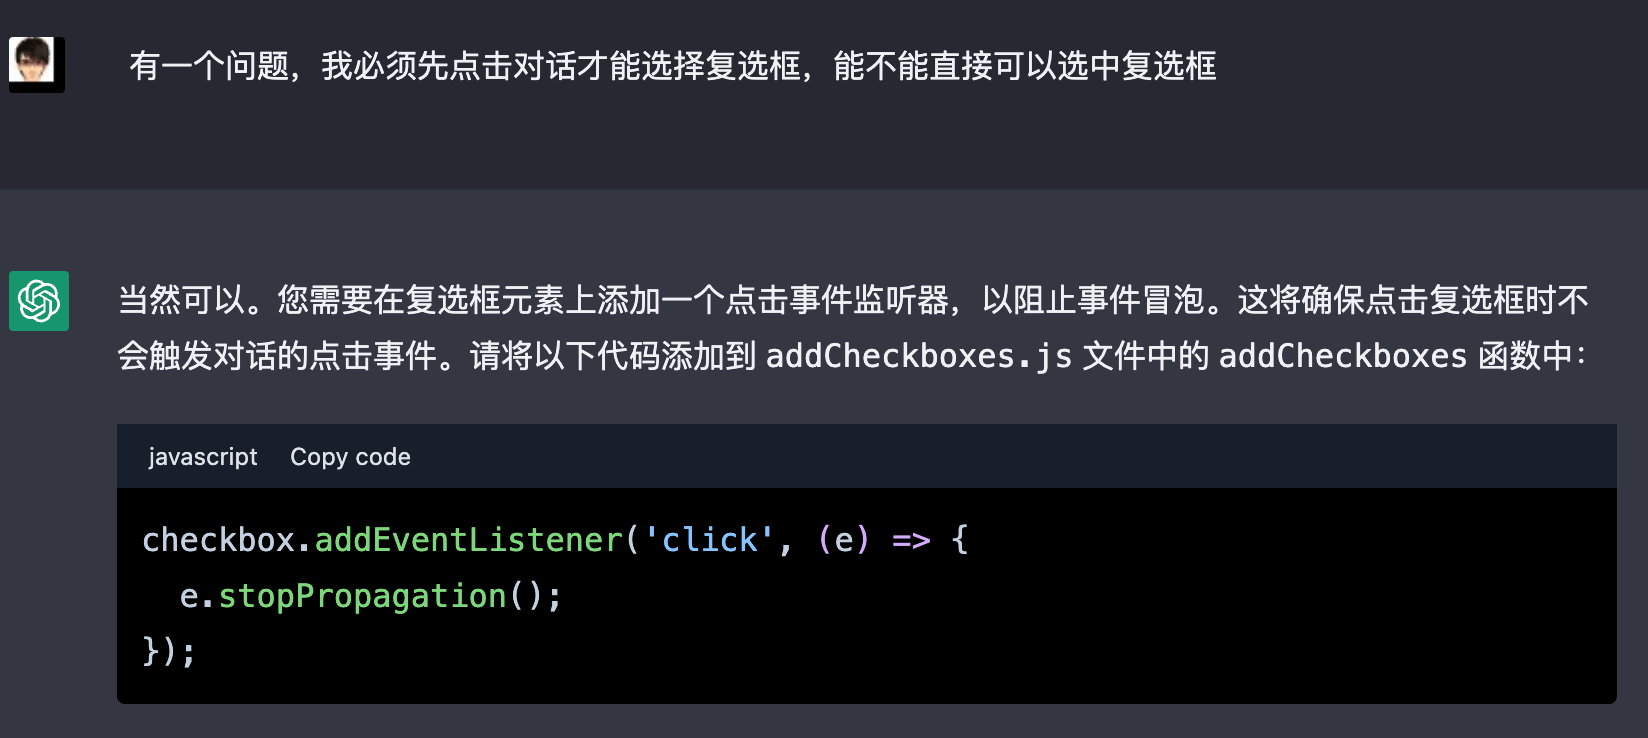 有一个问题，我必须先点击对话才能选择复选框，能不能直接可以选中复选框
当然可以。您需要在复选框元素上添加一个点击事件监听器，以阻止事件冒泡。这将确保点击复选框时不
会触发对话的点击事件。请将以下代码添加到 addCheckboxes.js 文件中的 addCheckboxes 函数中：
javascript Copy code
checkbox.addEventListener('click', (e) => {
  e.stopPropagation();
});